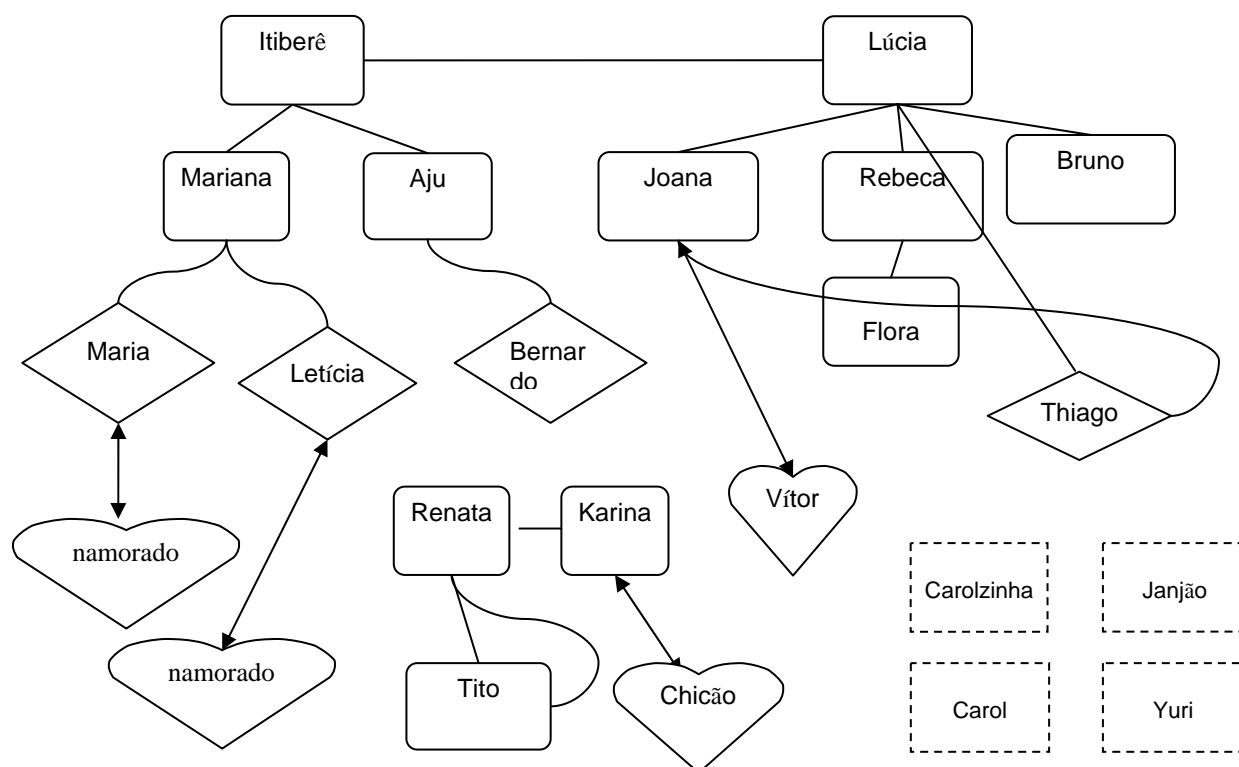 Itiberê
Lúcia
Mariana
Aju
Joana
Rebeca
Bruno
Maria
Letícia
Bernar
do
Flora
Thiago
namorado
namorado
Renata
Karina
Vítor
Tito
Chicão
Carolzinha
Janjão
Carol
Yuri